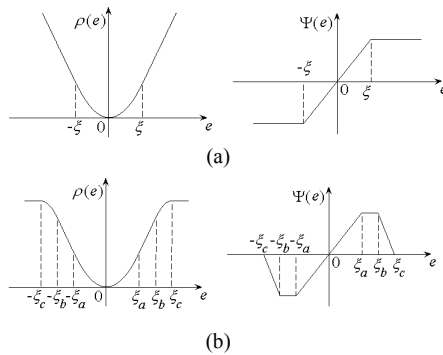 ρ(e) Ψ(e)
-ξ 0 ξ e -ξ 0 ξ e
(a)
ρ(e) Ψ(e)
-ξc -ξb -ξa 0 ξa ξb ξc e -ξc -ξb -ξa 0 ξa ξb ξc e
(b)